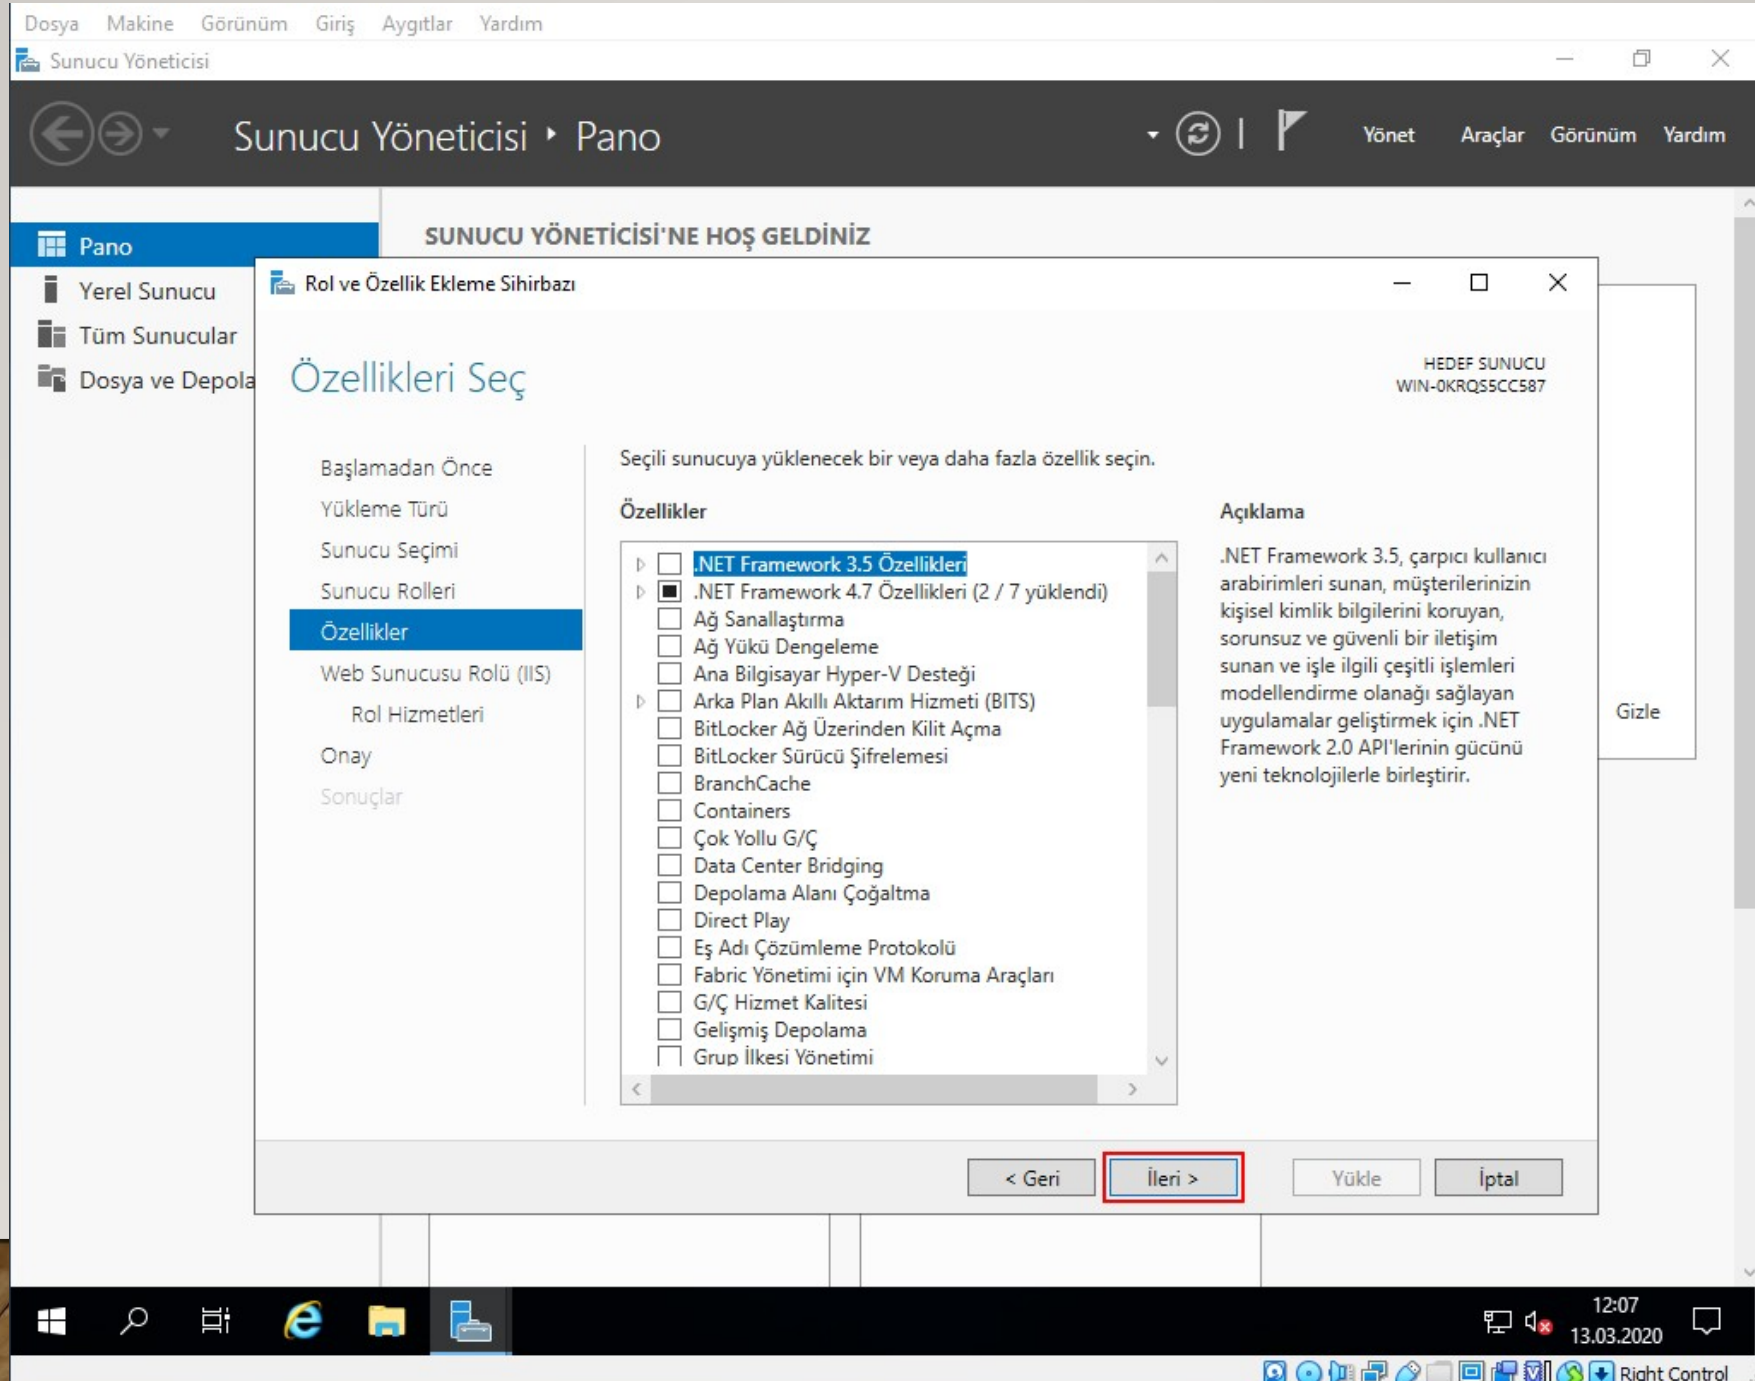 Dosya Makine Görünüm Giriş Aygıtlar Yardım
Sunucu Yöneticisi
Sunucu Yöneticisi Pano
Yönet Araçlar Görünüm Yardım
Pano
Yerel Sunucu
Tüm Sunucular
Dosya ve Depola
SUNUCU YÖNETİCİSİ'NE HOŞ GELDİNİZ
Rol ve Özellik Ekleme Sihirbazı
Özellikleri Seç
HEDEF SUNUCU
WIN-0KRQS5CC587
Başlamadan Önce
Yükleme Türü
Sunucu Seçimi
Sunucu Rolleri
Özellikler
Web Sunucusu Rolü (IIS)
Rol Hizmetleri
Onay
Sonuçlar
Seçili sunucuya yüklenecek bir veya daha fazla özellik seçin.
Özellikler
.NET Framework 3.5 Özellikleri
.NET Framework 4.7 Özellikleri (2 / 7 yüklendi)
Ağ Sanallaştırma
Ağ Yükü Dengeleme
Ana Bilgisayar Hyper-V Desteği
Arka Plan Akıllı Aktarım Hizmeti (BITS)
BitLocker Ağ Üzerinden Kilit Açma
BitLocker Sürücü Şifrelemesi
BranchCache
Containers
Çok Yollu G/Ç
Data Center Bridging
Depolama Alanı Çoğaltma
Direct Play
Eş Adı Çözümleme Protokolü
Fabric Yönetimi için VM Koruma Araçları
G/Ç Hizmet Kalitesi
Gelişmiş Depolama
Grup İlkesi Yönetimi
Açıklama
.NET Framework 3.5, çarpıcı kullanıcı
arabirimleri sunan, müşterilerinizin
kişisel kimlik bilgilerini koruyan,
sorunsuz ve güvenli bir iletişim
sunan ve işle ilgili çeşitli işlemleri
modellendirme olanağı sağlayan
uygulamalar geliştirmek için .NET
Framework 2.0 API'lerinin gücünü
yeni teknolojilerle birleştirir.
Gizle
< Geri İleri > Yükle İptal
12:07
13.03.2020
Right Control